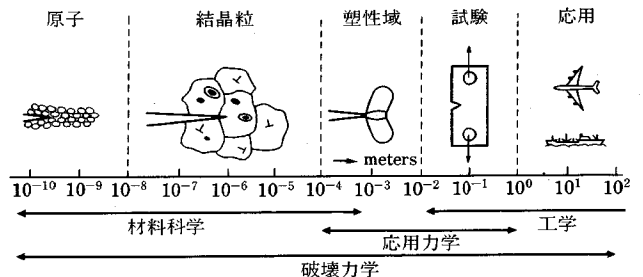 原子 結晶粒 塑性域 試験 応用
→ meters
10⁻¹⁰ 10⁻⁹ 10⁻⁸ 10⁻⁷ 10⁻⁶ 10⁻⁵ 10⁻⁴ 10⁻³ 10⁻² 10⁻¹ 10⁰ 10¹ 10²
材料科学 工学
応用力学
破壊力学